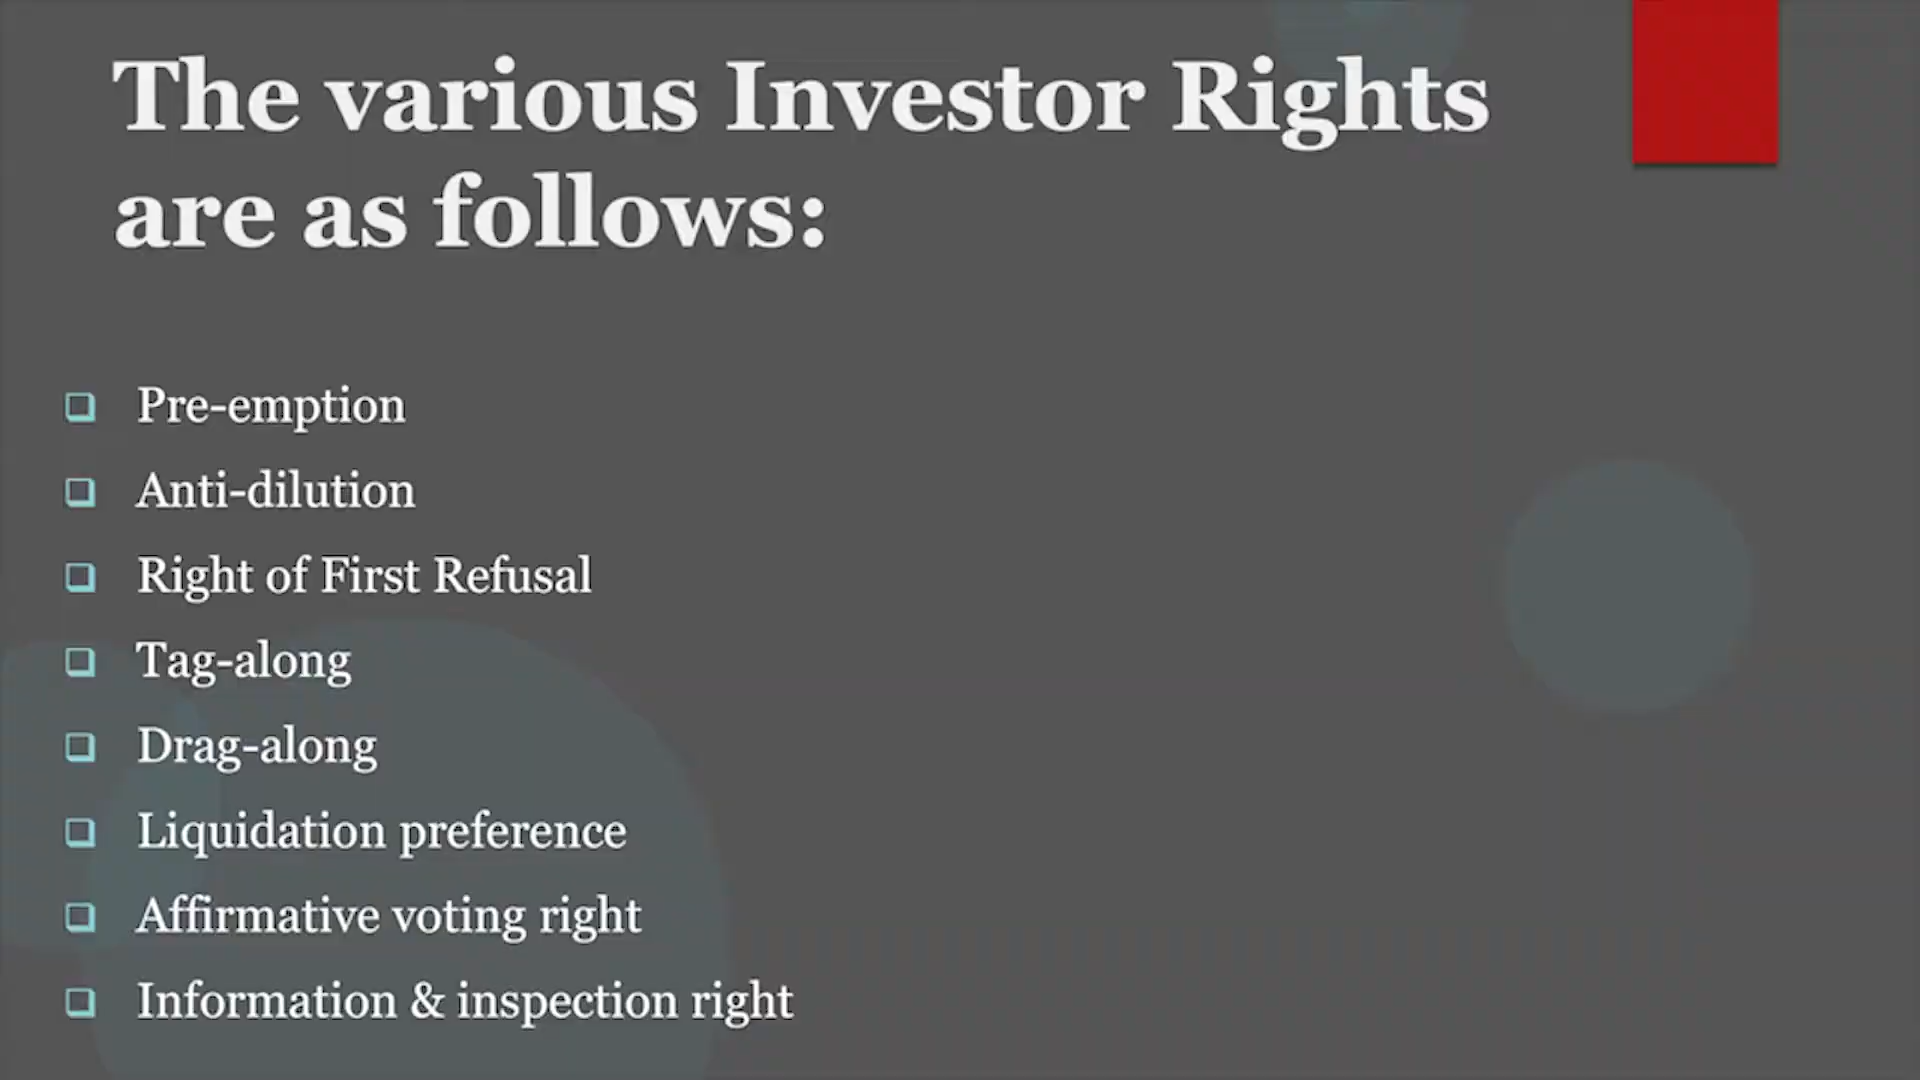 The various Investor Rights
are as follows:
Pre-emption
Anti-dilution
Right of First Refusal
Tag-along
Drag-along
Liquidation preference
Affirmative voting right
Information & inspection right